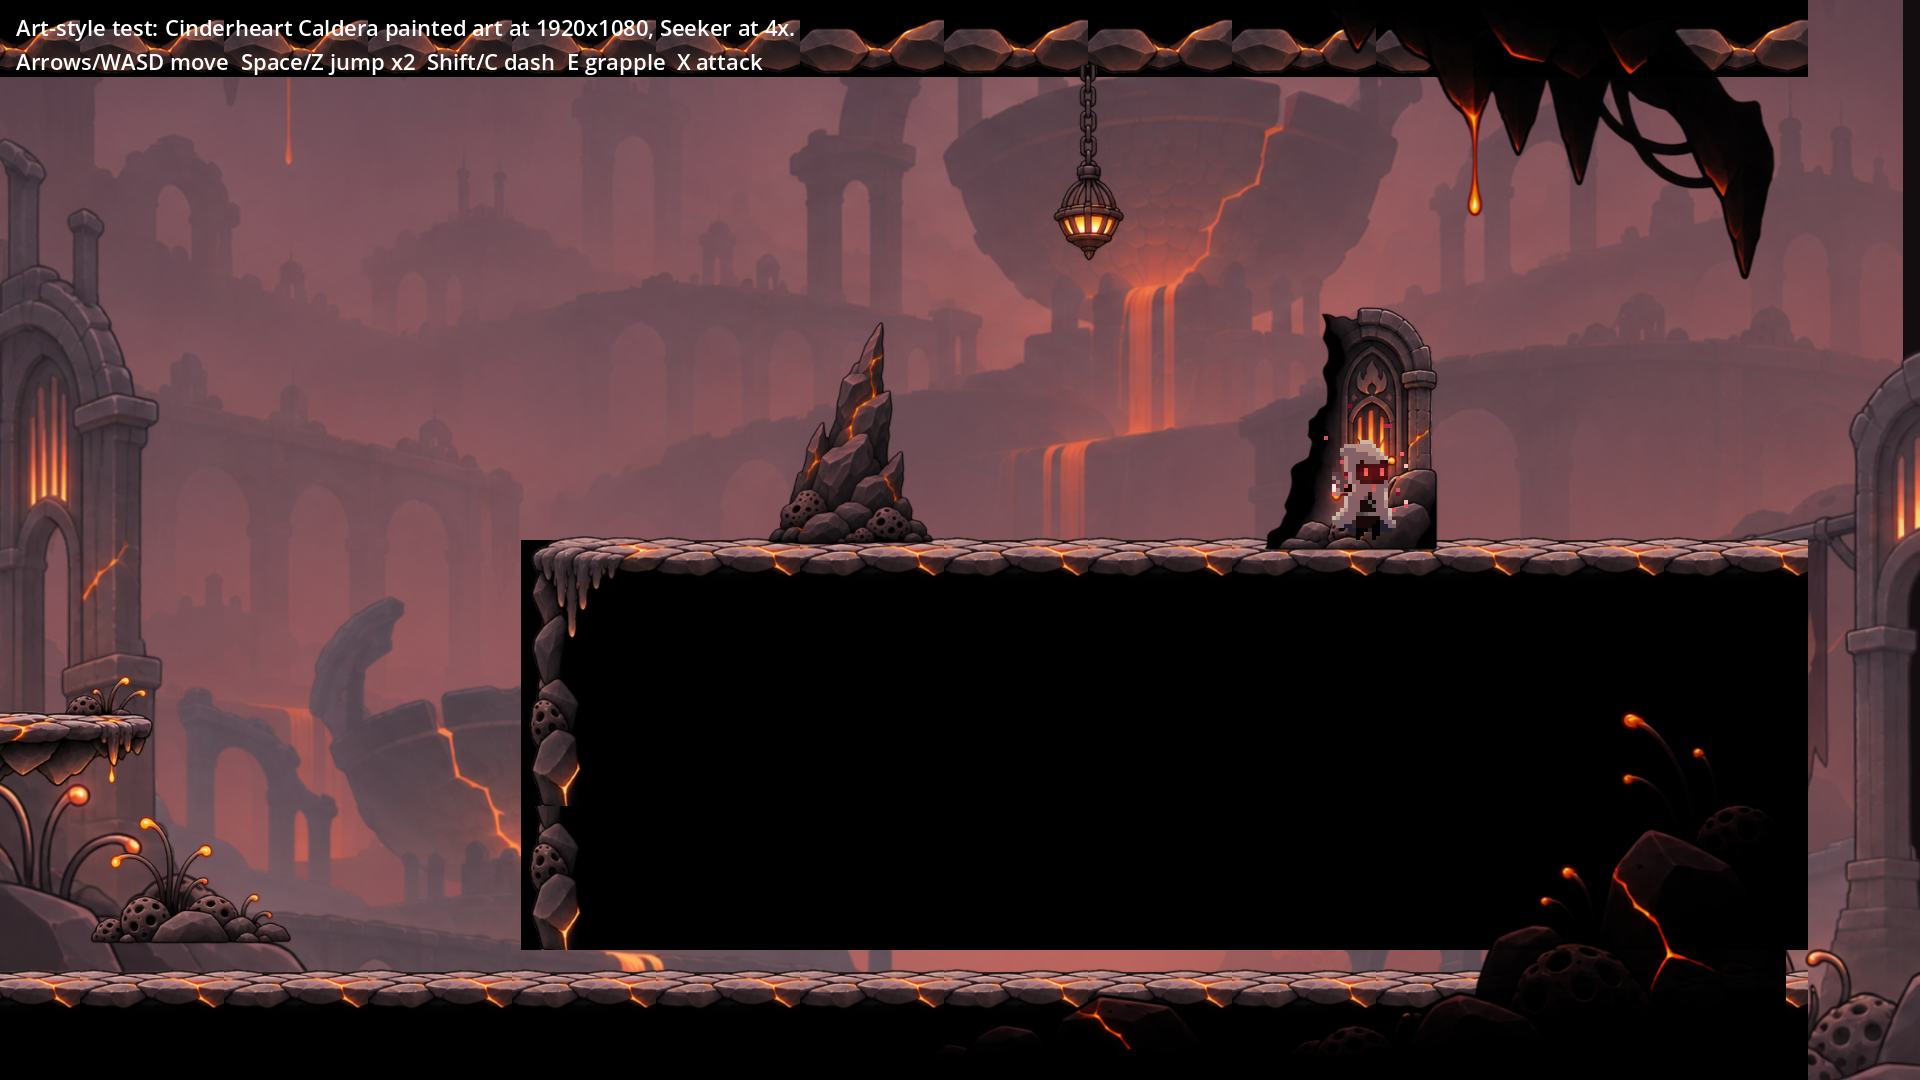 Art-style test: Cinderheart Caldera painted art at 1920x1080, Seeker at 4x.
Arrows/WASD move  Space/Z jump x2  Shift/C dash  E grapple  X attack